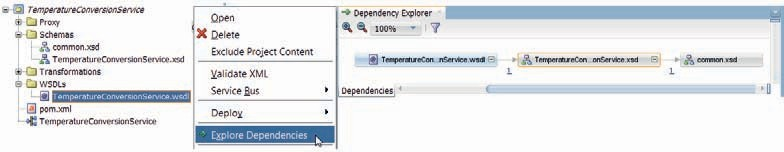 TemperatureConversionService
Proxy
Schemas
common.xsd
TemperatureConversionService.xsd
Transformations
WSDLs
TemperatureConversionService.wsdl
pom.xml
TemperatureConversionService
Open
Delete
Exclude Project Content
Validate XML
Service Bus
Deploy
Explore Dependencies
Dependency Explorer
100%
TemperatureCon...nService.wsdl
1
TemperatureCon...onService.xsd
1
common.xsd
Dependencies